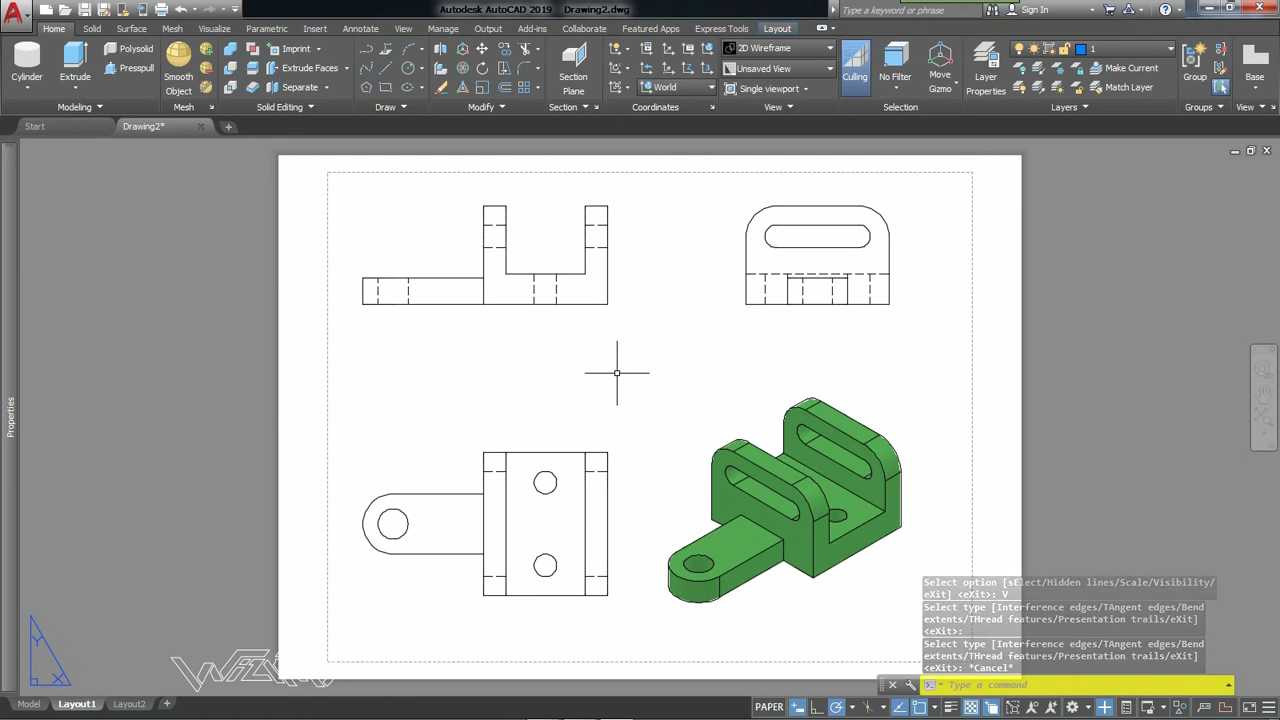 Autodesk AutoCAD 2019 Drawing2.dwg
Type a keyword or phrase
Sign In
Home Solid Surface Mesh Visualize Parametric Insert Annotate View Manage Output Add-ins Collaborate Featured Apps Express Tools Layout
Cylinder
Extrude
Polysolid
Presspull
Smooth
Object
Imprint
Extrude Faces
Separate
Section
Plane
World
2D Wireframe
Unsaved View
Single viewport
Culling
No Filter
Move
Gizmo
Layer
Properties
1
Make Current
Match Layer
Group
Base
Modeling Mesh Solid Editing Draw Modify Section Coordinates View Selection Layers Groups View
Start Drawing2*
Properties
Select option [sElect/Hidden lines/Scale/Visibility/
eXit] <eXit>: V
Select type [Interference edges/TAngent edges/Bend
extents/THread features/Presentation trails/eXit]
<eXit>:
Select type [Interference edges/TAngent edges/Bend
extents/THread features/Presentation trails/eXit]
<eXit>: *Cancel*
Type a command
Y
X
Model Layout1 Layout2 +
PAPER